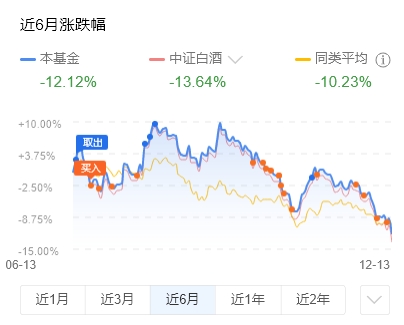 近6月涨跌幅
本基金 中证白酒 同类平均
-12.12% -13.64% -10.23%
+10.00%
取出
+3.75%
买入
-2.50%
-8.75%
-15.00%
06-13 12-13
近1月 近3月 近6月 近1年 近2年